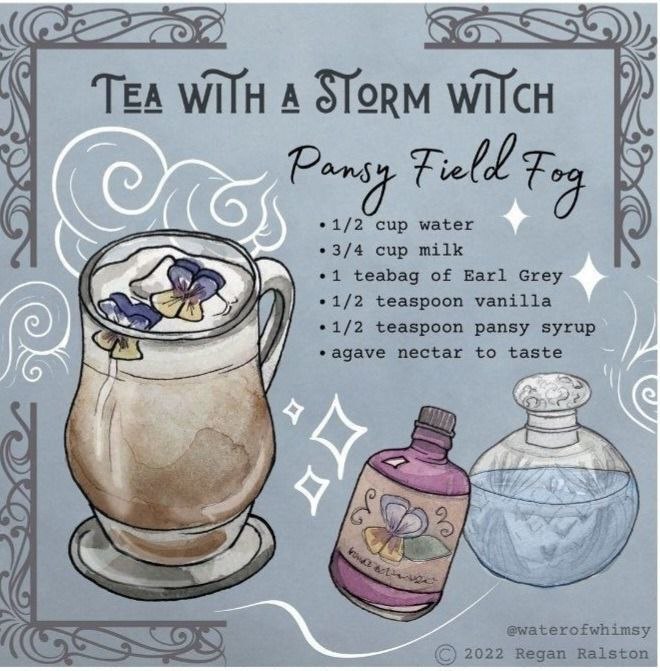 TEA WITH A STORM WITCH
Pansy Field Fog
• 1/2 cup water
• 3/4 cup milk
• 1 teabag of Earl Grey
• 1/2 teaspoon vanilla
• 1/2 teaspoon pansy syrup
• agave nectar to taste
@waterofwhimsy
© 2022 Regan Ralston